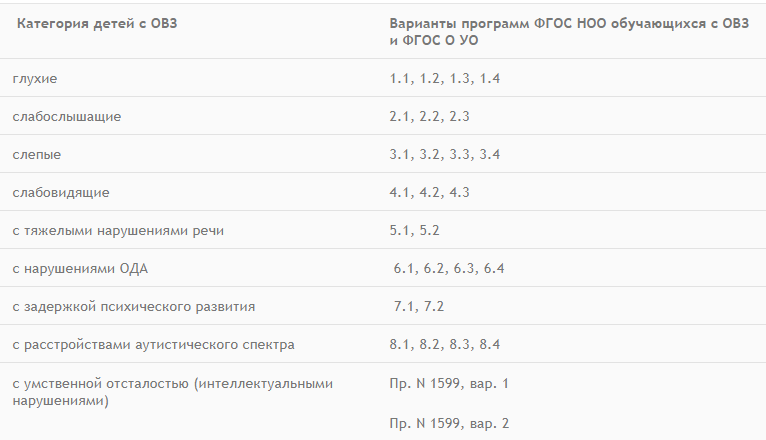 Категория детей с ОВЗ
Варианты программ ФГОС НОО обучающихся с ОВЗ
и ФГОС О УО
глухие
1.1, 1.2, 1.3, 1.4
слабослышащие
2.1, 2.2, 2.3
слепые
3.1, 3.2, 3.3, 3.4
слабовидящие
4.1, 4.2, 4.3
с тяжелыми нарушениями речи
5.1, 5.2
с нарушениями ОДА
6.1, 6.2, 6.3, 6.4
с задержкой психического развития
7.1, 7.2
с расстройствами аутистического спектра
8.1, 8.2, 8.3, 8.4
с умственной отсталостью (интеллектуальными
нарушениями)
Пр. N 1599, вар. 1
Пр. N 1599, вар. 2